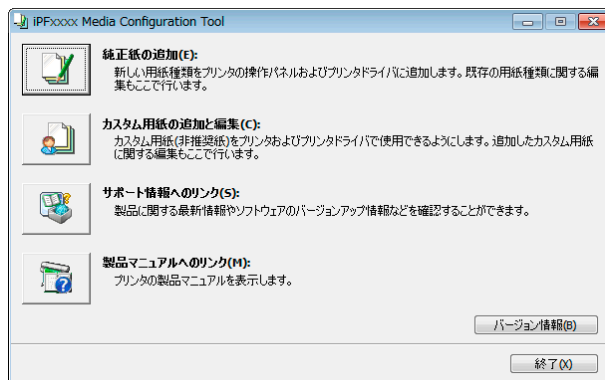 iPFxxxx Media Configuration Tool
純正紙の追加(E):
新しい用紙種類をプリンタの操作パネルおよびプリンタドライバに追加します。既存の用紙種類に関する編
集もここで行います。
カスタム用紙の追加と編集(C):
カスタム用紙(非推奨紙)をプリンタおよびプリンタドライバで使用できるようにします。追加したカスタム用紙
に関する編集もここで行います。
サポート情報へのリンク(S):
製品に関する最新情報やソフトウェアのバージョンアップ情報などを確認することができます。
製品マニュアルへのリンク(M):
プリンタの製品マニュアルを表示します。
バージョン情報(B)
終了(X)